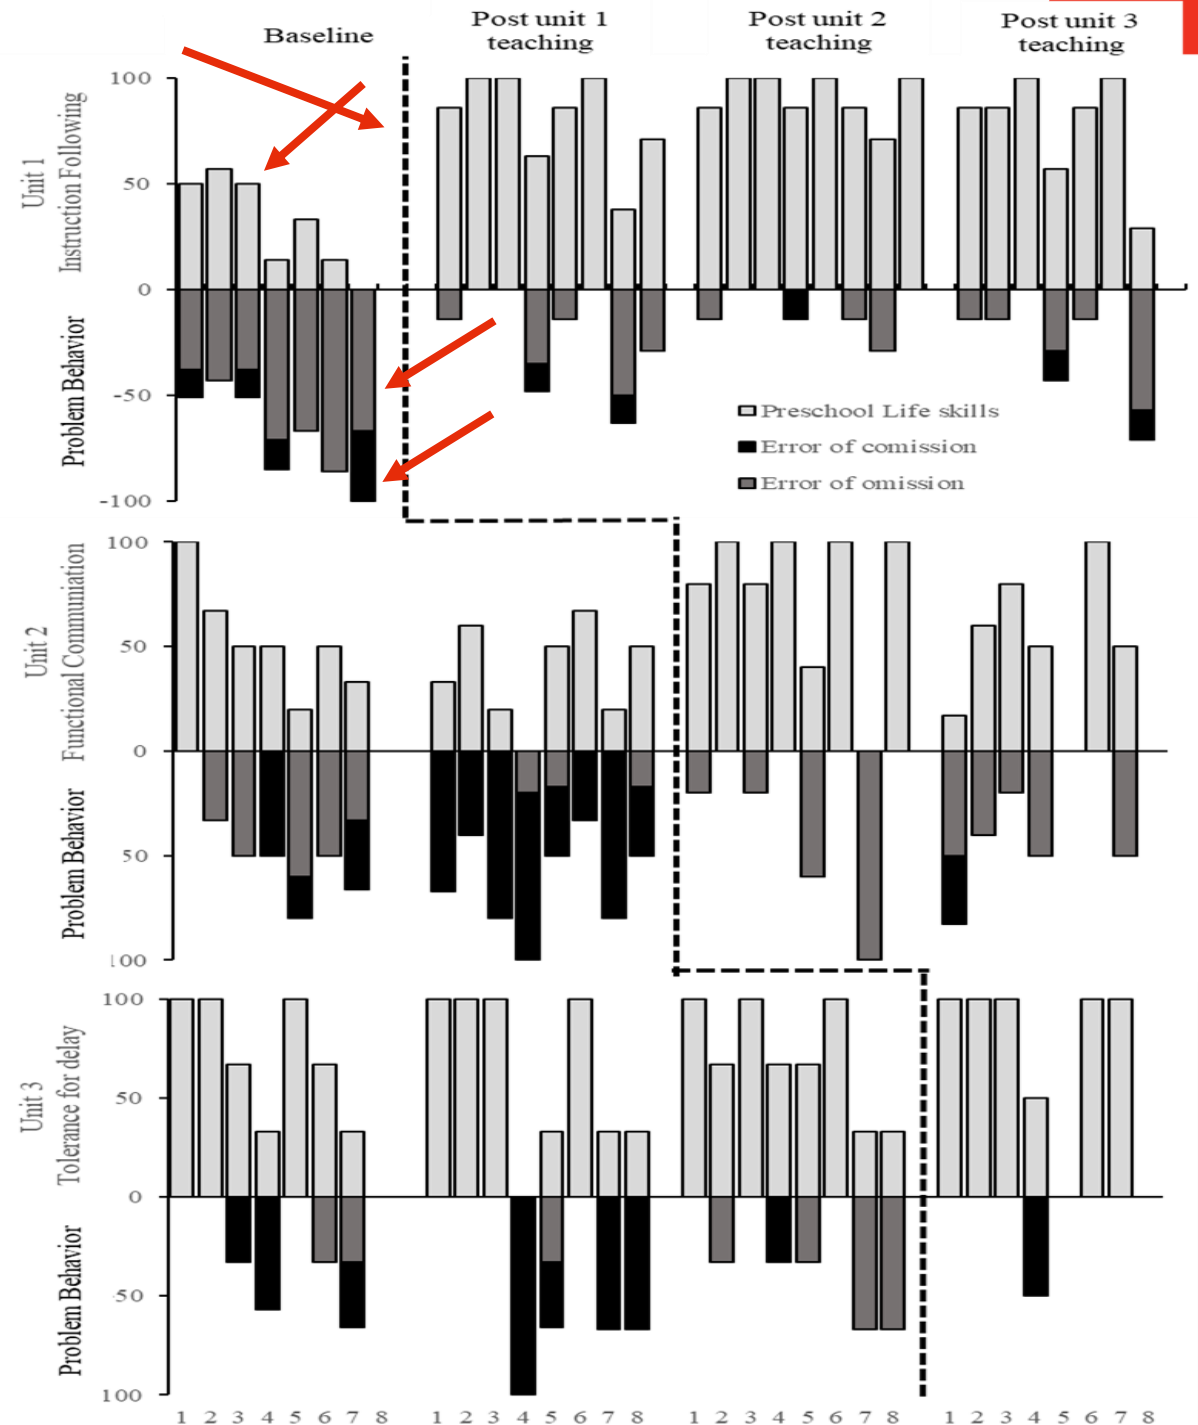 Baseline
Post unit 1
teaching
Post unit 2
teaching
Post unit 3
teaching
Unit 1
Instruction Following
Problem Behavior
100
50
0
-50
-100
Preschool Life skills
Error of comission
Error of omission
Unit 2
Functional Communiation
Problem Behavior
100
50
0
50
100
Unit 3
Tolerance for delay
Problem Behavior
100
50
0
-50
100
1 2 3 4 5 6 7 8 1 2 3 4 5 6 7 8 1 2 3 4 5 6 7 8 1 2 3 4 5 6 7 8